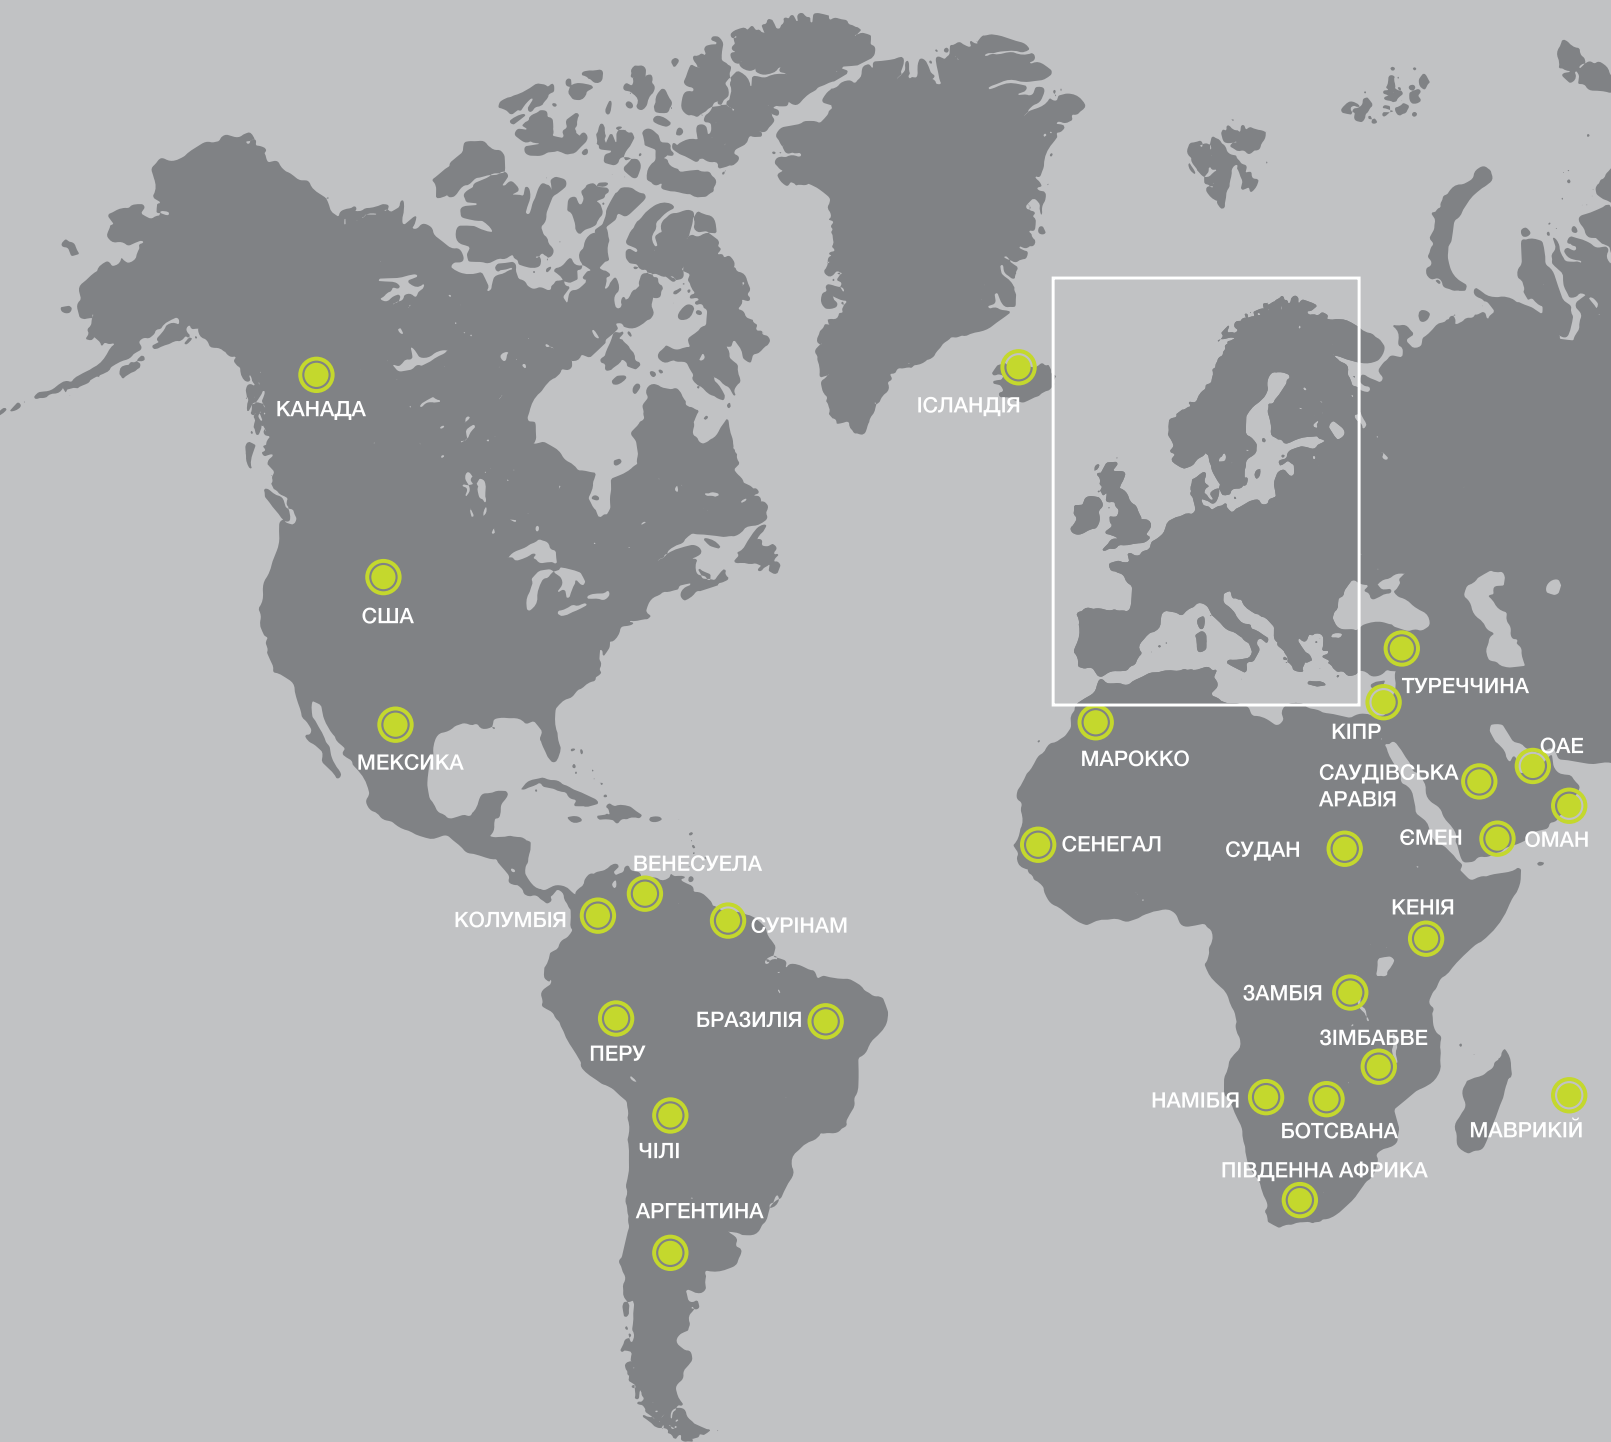 КАНАДА
ІСЛАНДІЯ
США
ТУРЕЧЧИНА
КІПР
МЕКСИКА
МАРОККО
ОАЕ
САУДІВСЬКА
АРАВІЯ
ЄМЕН
ОМАН
СЕНЕГАЛ
СУДАН
ВЕНЕСУЕЛА
КОЛУМБІЯ
СУРІНАМ
КЕНІЯ
ЗАМБІЯ
БРАЗИЛІЯ
ПЕРУ
ЗІМБАБВЕ
НАМІБІЯ
БОТСВАНА
МАВРИКІЙ
ЧІЛІ
ПІВДЕННА АФРИКА
АРГЕНТИНА